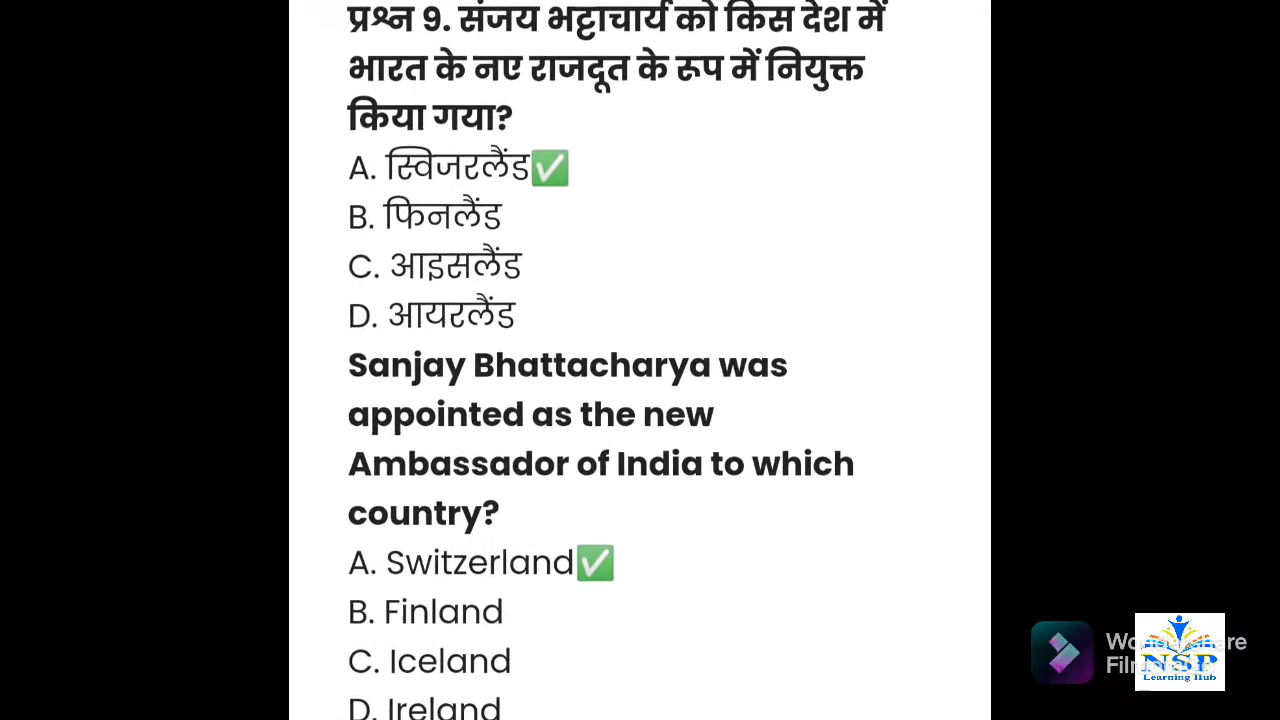 प्रश्न 9. संजय भट्टाचार्य को किस देश में
भारत के नए राजदूत के रूप में नियुक्त
किया गया?
A. स्विजरलैंड✅
B. फिनलैंड
C. आइसलैंड
D. आयरलैंड
Sanjay Bhattacharya was
appointed as the new
Ambassador of India to which
country?
A. Switzerland✅
B. Finland
C. Iceland
D. Ireland
NSP
Learning Hub